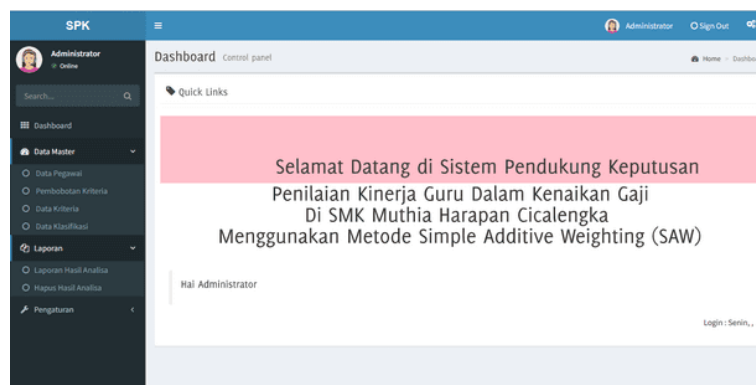 SPK
Administrator
Sign Out
Administrator
Online
Search...
Dashboard
Data Master
Data Pegawai
Pembobotan Kriteria
Data Kriteria
Data Klasifikasi
Laporan
Laporan Hasil Analisa
Hapus Hasil Analisa
Pengaturan
Dashboard Control panel
Home > Dashboa
Quick Links
Selamat Datang di Sistem Pendukung Keputusan
Penilaian Kinerja Guru Dalam Kenaikan Gaji
Di SMK Muthia Harapan Cicalengka
Menggunakan Metode Simple Additive Weighting (SAW)
Hai Administrator
Login : Senin, ,